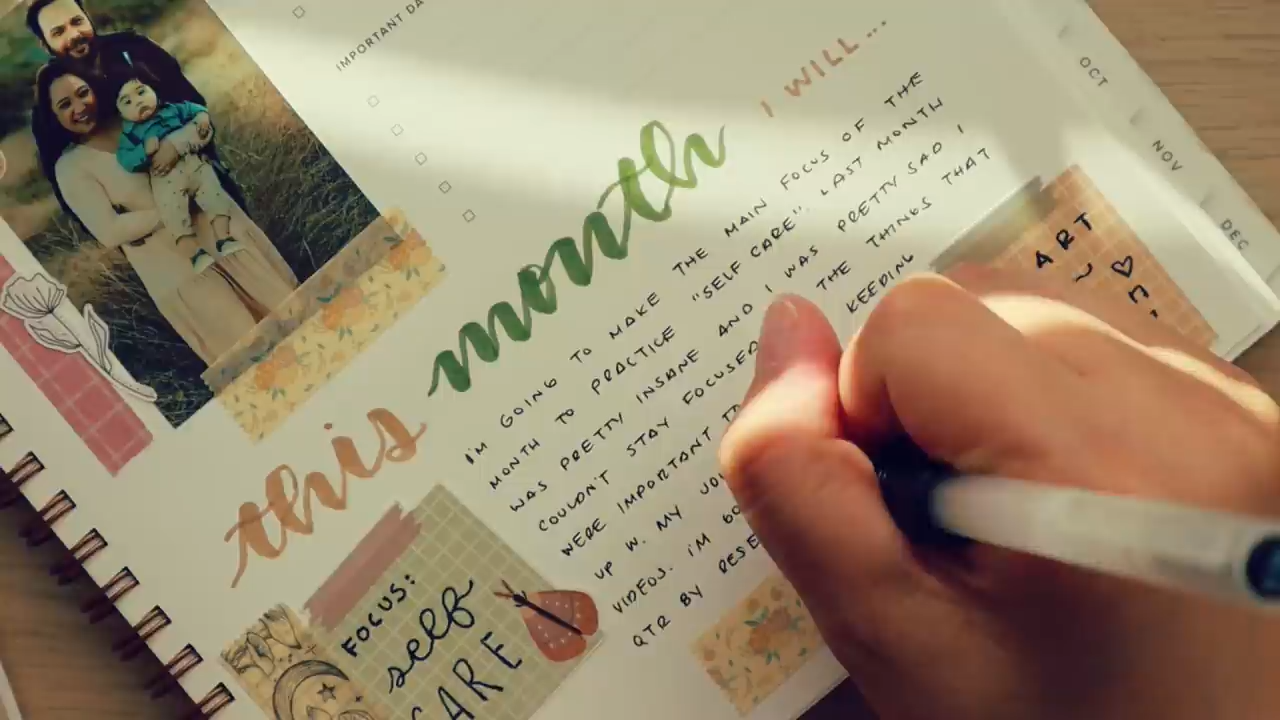 IMPORTANT DA
OCT
NOV
DEC
this month
I WILL...
I'M GOING TO MAKE THE MAIN FOCUS OF THE
MONTH TO PRACTICE "SELF CARE". LAST MONTH
WAS PRETTY INSANE AND I WAS PRETTY SAD I
COULDN'T STAY FOCUSED THE THINGS THAT
WERE IMPORTANT KEEPING
UP W. MY
VIDEOS. I'M
QTR BY
ART
FOCUS:
self
CARE